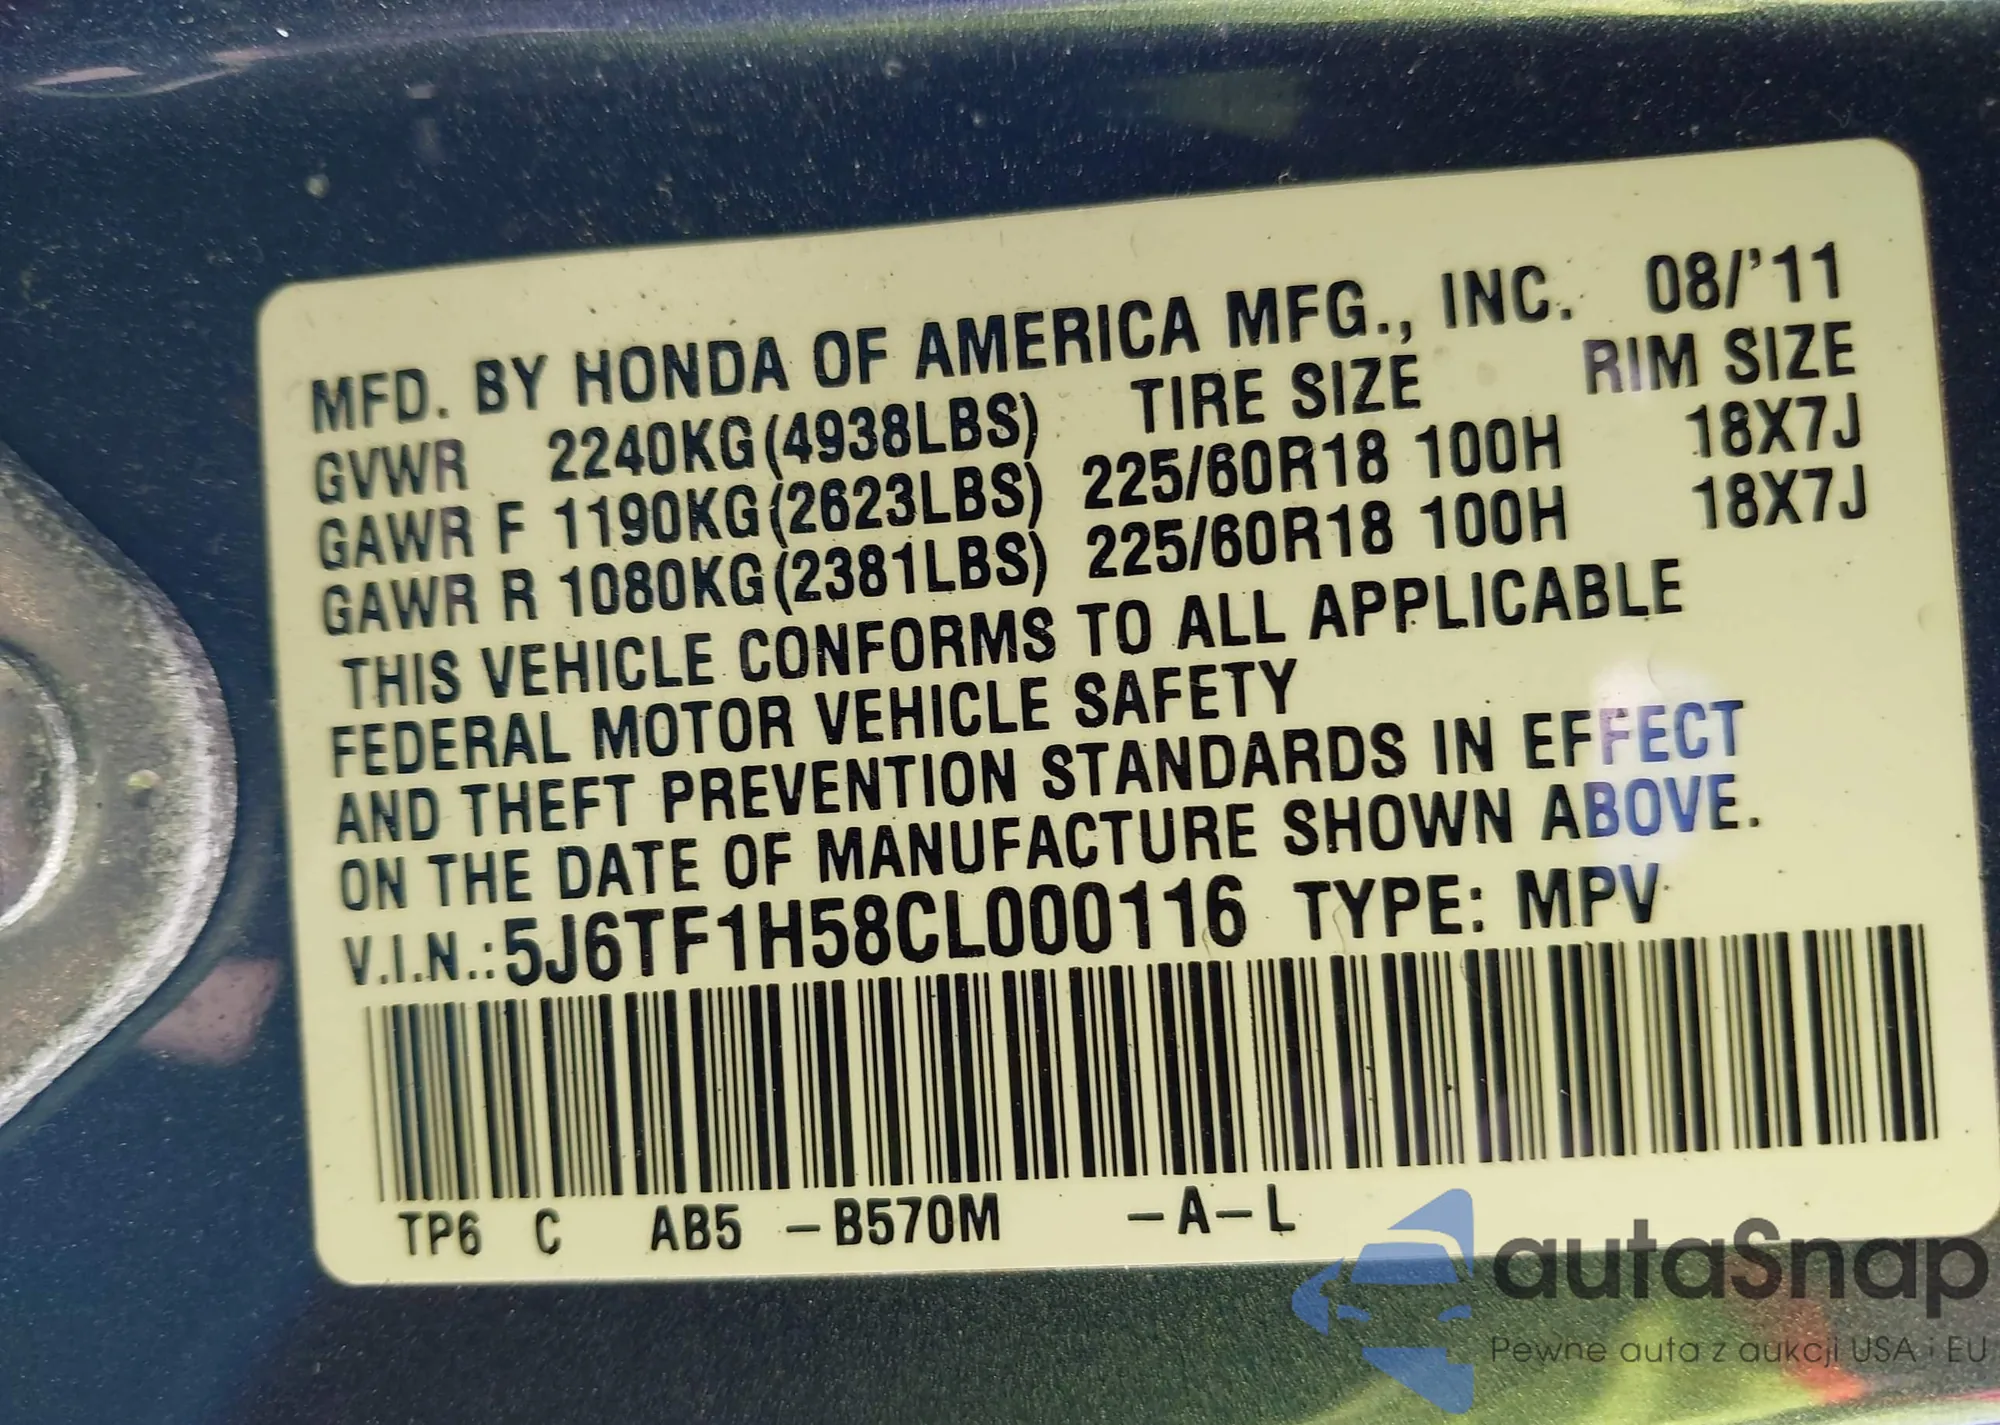 MFD. BY HONDA OF AMERICA MFG., INC. 08/'11
GVWR 2240KG(4938LBS) TIRE SIZE RIM SIZE
GAWR F 1190KG(2623LBS) 225/60R18 100H 18X7J
GAWR R 1080KG(2381LBS) 225/60R18 100H 18X7J
THIS VEHICLE CONFORMS TO ALL APPLICABLE
FEDERAL MOTOR VEHICLE SAFETY
AND THEFT PREVENTION STANDARDS IN EFFECT
ON THE DATE OF MANUFACTURE SHOWN ABOVE.
V.I.N.: 5J6TF1H58CL000116 TYPE: MPV
TP6 C AB5 –B570M –A–L
autaSnap
Pewne auta z aukcji USA i EU